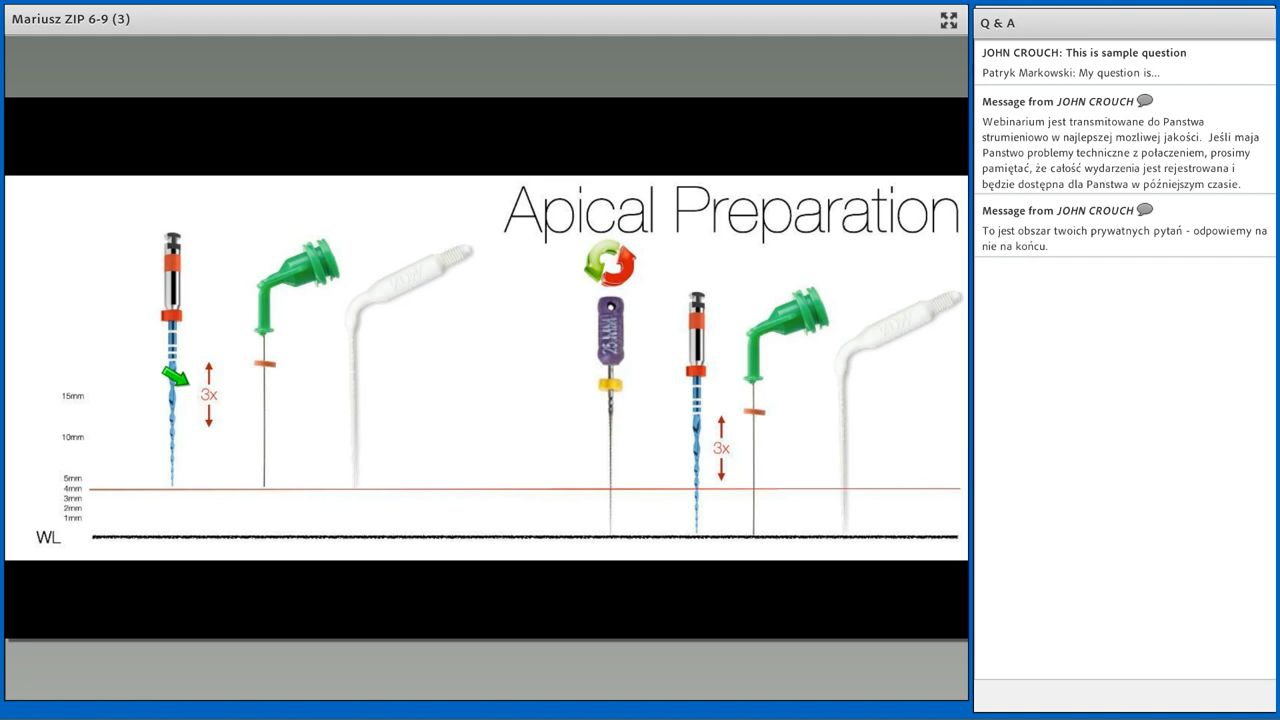 Mariusz ZIP 6-9 (3)
Apical Preparation
25MM
3x
3x
15mm
10mm
5mm
4mm
3mm
2mm
1mm
WL
Q & A
JOHN CROUCH: This is sample question
Patryk Markowski: My question is...
Message from JOHN CROUCH
Webinarium jest transmitowane do Panstwa
strumieniowo w najlepszej mozliwej jakości. Jeśli maja
Panstwo problemy techniczne z połaczeniem, prosimy
pamiętać, że całość wydarzenia jest rejestrowana i
będzie dostępna dla Panstwa w późniejszym czasie.
Message from JOHN CROUCH
To jest obszar twoich prywatnych pytań - odpowiemy na
nie na końcu.